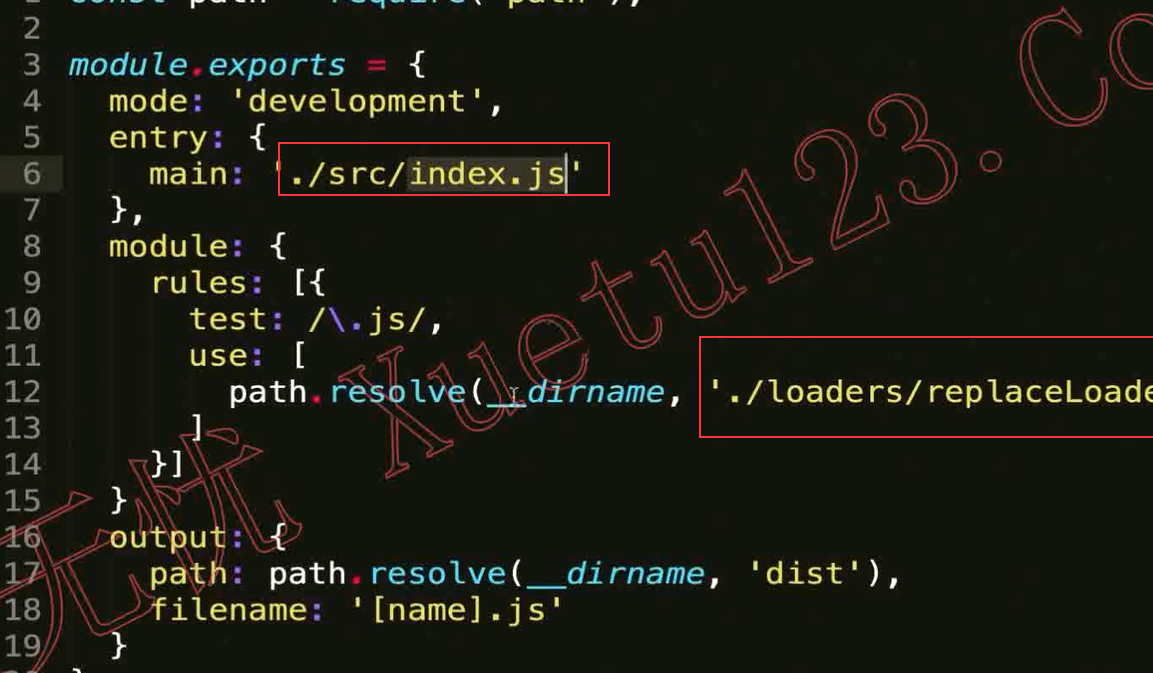 const path = require('path');
2
3 module.exports = {
4 mode: 'development',
5 entry: {
6 main: './src/index.js'
7 },
8 module: {
9 rules: [{
10 test: /\.js/,
11 use: [
12 path.resolve(__dirname, './loaders/replaceLoade
13 ]
14 }]
15 }
16 output: {
17 path: path.resolve(__dirname, 'dist'),
18 filename: '[name].js'
19 }
无忧 Xuetu123. Co